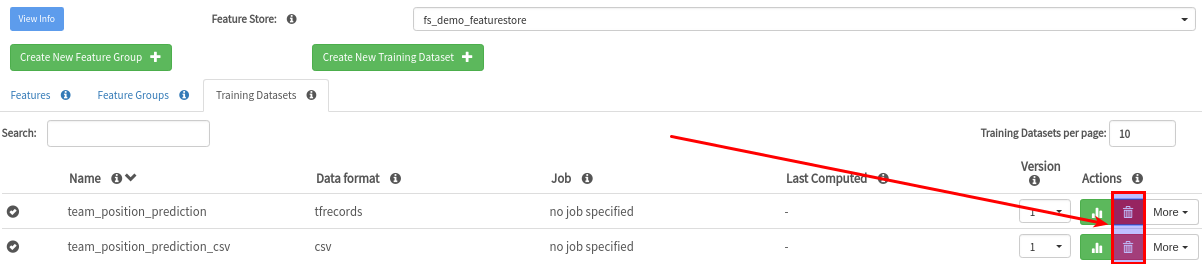 View Info Feature Store: fs_demo_featurestore
Create New Feature Group Create New Training Dataset
Features Feature Groups Training Datasets
Search: Training Datasets per page: 10
Name Data format Job Last Computed Version Actions
team_position_prediction tfrecords no job specified - 1 More
team_position_prediction_csv csv no job specified - 1 More